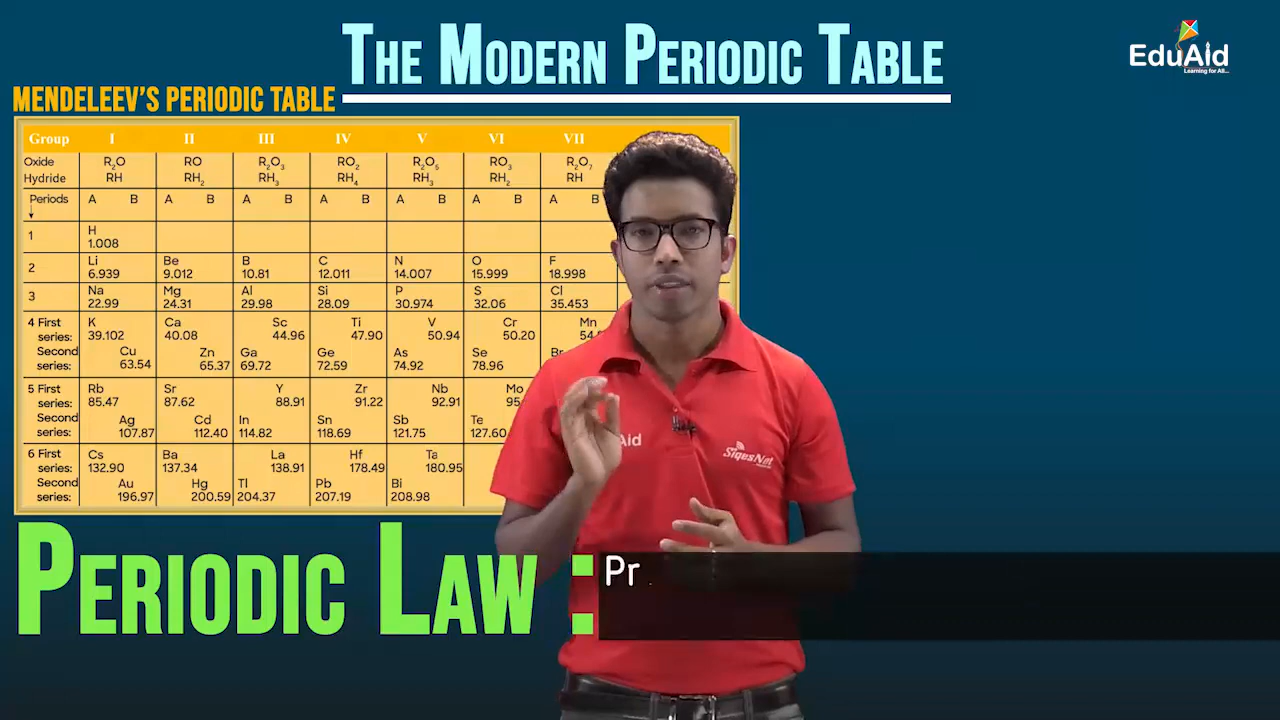 THE MODERN PERIODIC TABLE
EduAid
Learning for All...
MENDELEEV'S PERIODIC TABLE
Group I II III IV V VI VII
Oxide R₂O RO R₂O₃ RO₂ R₂O₅ RO₃ R₂O₇
Hydride RH RH₂ RH₃ RH₄ RH₃ RH₂ RH
Periods A B A B A B A B A B A B A B
↓
1 H
1.008
2 Li Be B C N O F
6.939 9.012 10.81 12.011 14.007 15.999 18.998
3 Na Mg Al Si P S Cl
22.99 24.31 29.98 28.09 30.974 32.06 35.453
4 First K Ca Sc Ti V Cr Mn
series: 39.102 40.08 44.96 47.90 50.94 50.20 54.
Second Cu Zn Ga Ge As Se Br
series: 63.54 65.37 69.72 72.59 74.92 78.96
5 First Rb Sr Y Zr Nb Mo
series: 85.47 87.62 88.91 91.22 92.91 95.
Second Ag Cd In Sn Sb Te
series: 107.87 112.40 114.82 118.69 121.75 127.60
6 First Cs Ba La Hf Ta
series: 132.90 137.34 138.91 178.49 180.95
Second Au Hg Tl Pb Bi
series: 196.97 200.59 204.37 207.19 208.98
Aid
SigesNet
PERIODIC LAW :
Pr